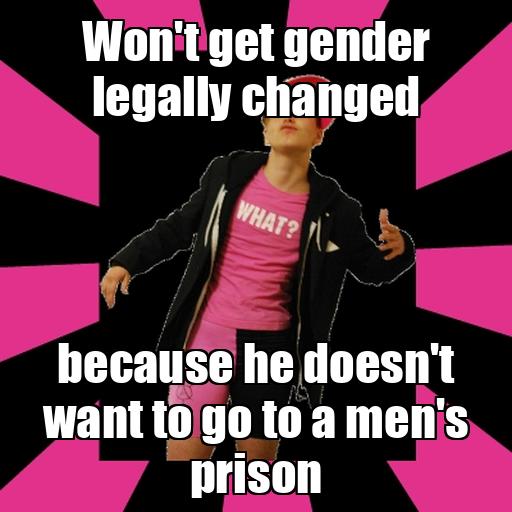 Won't get gender
legally changed
WHAT?
because he doesn't
want to go to a men's
prison